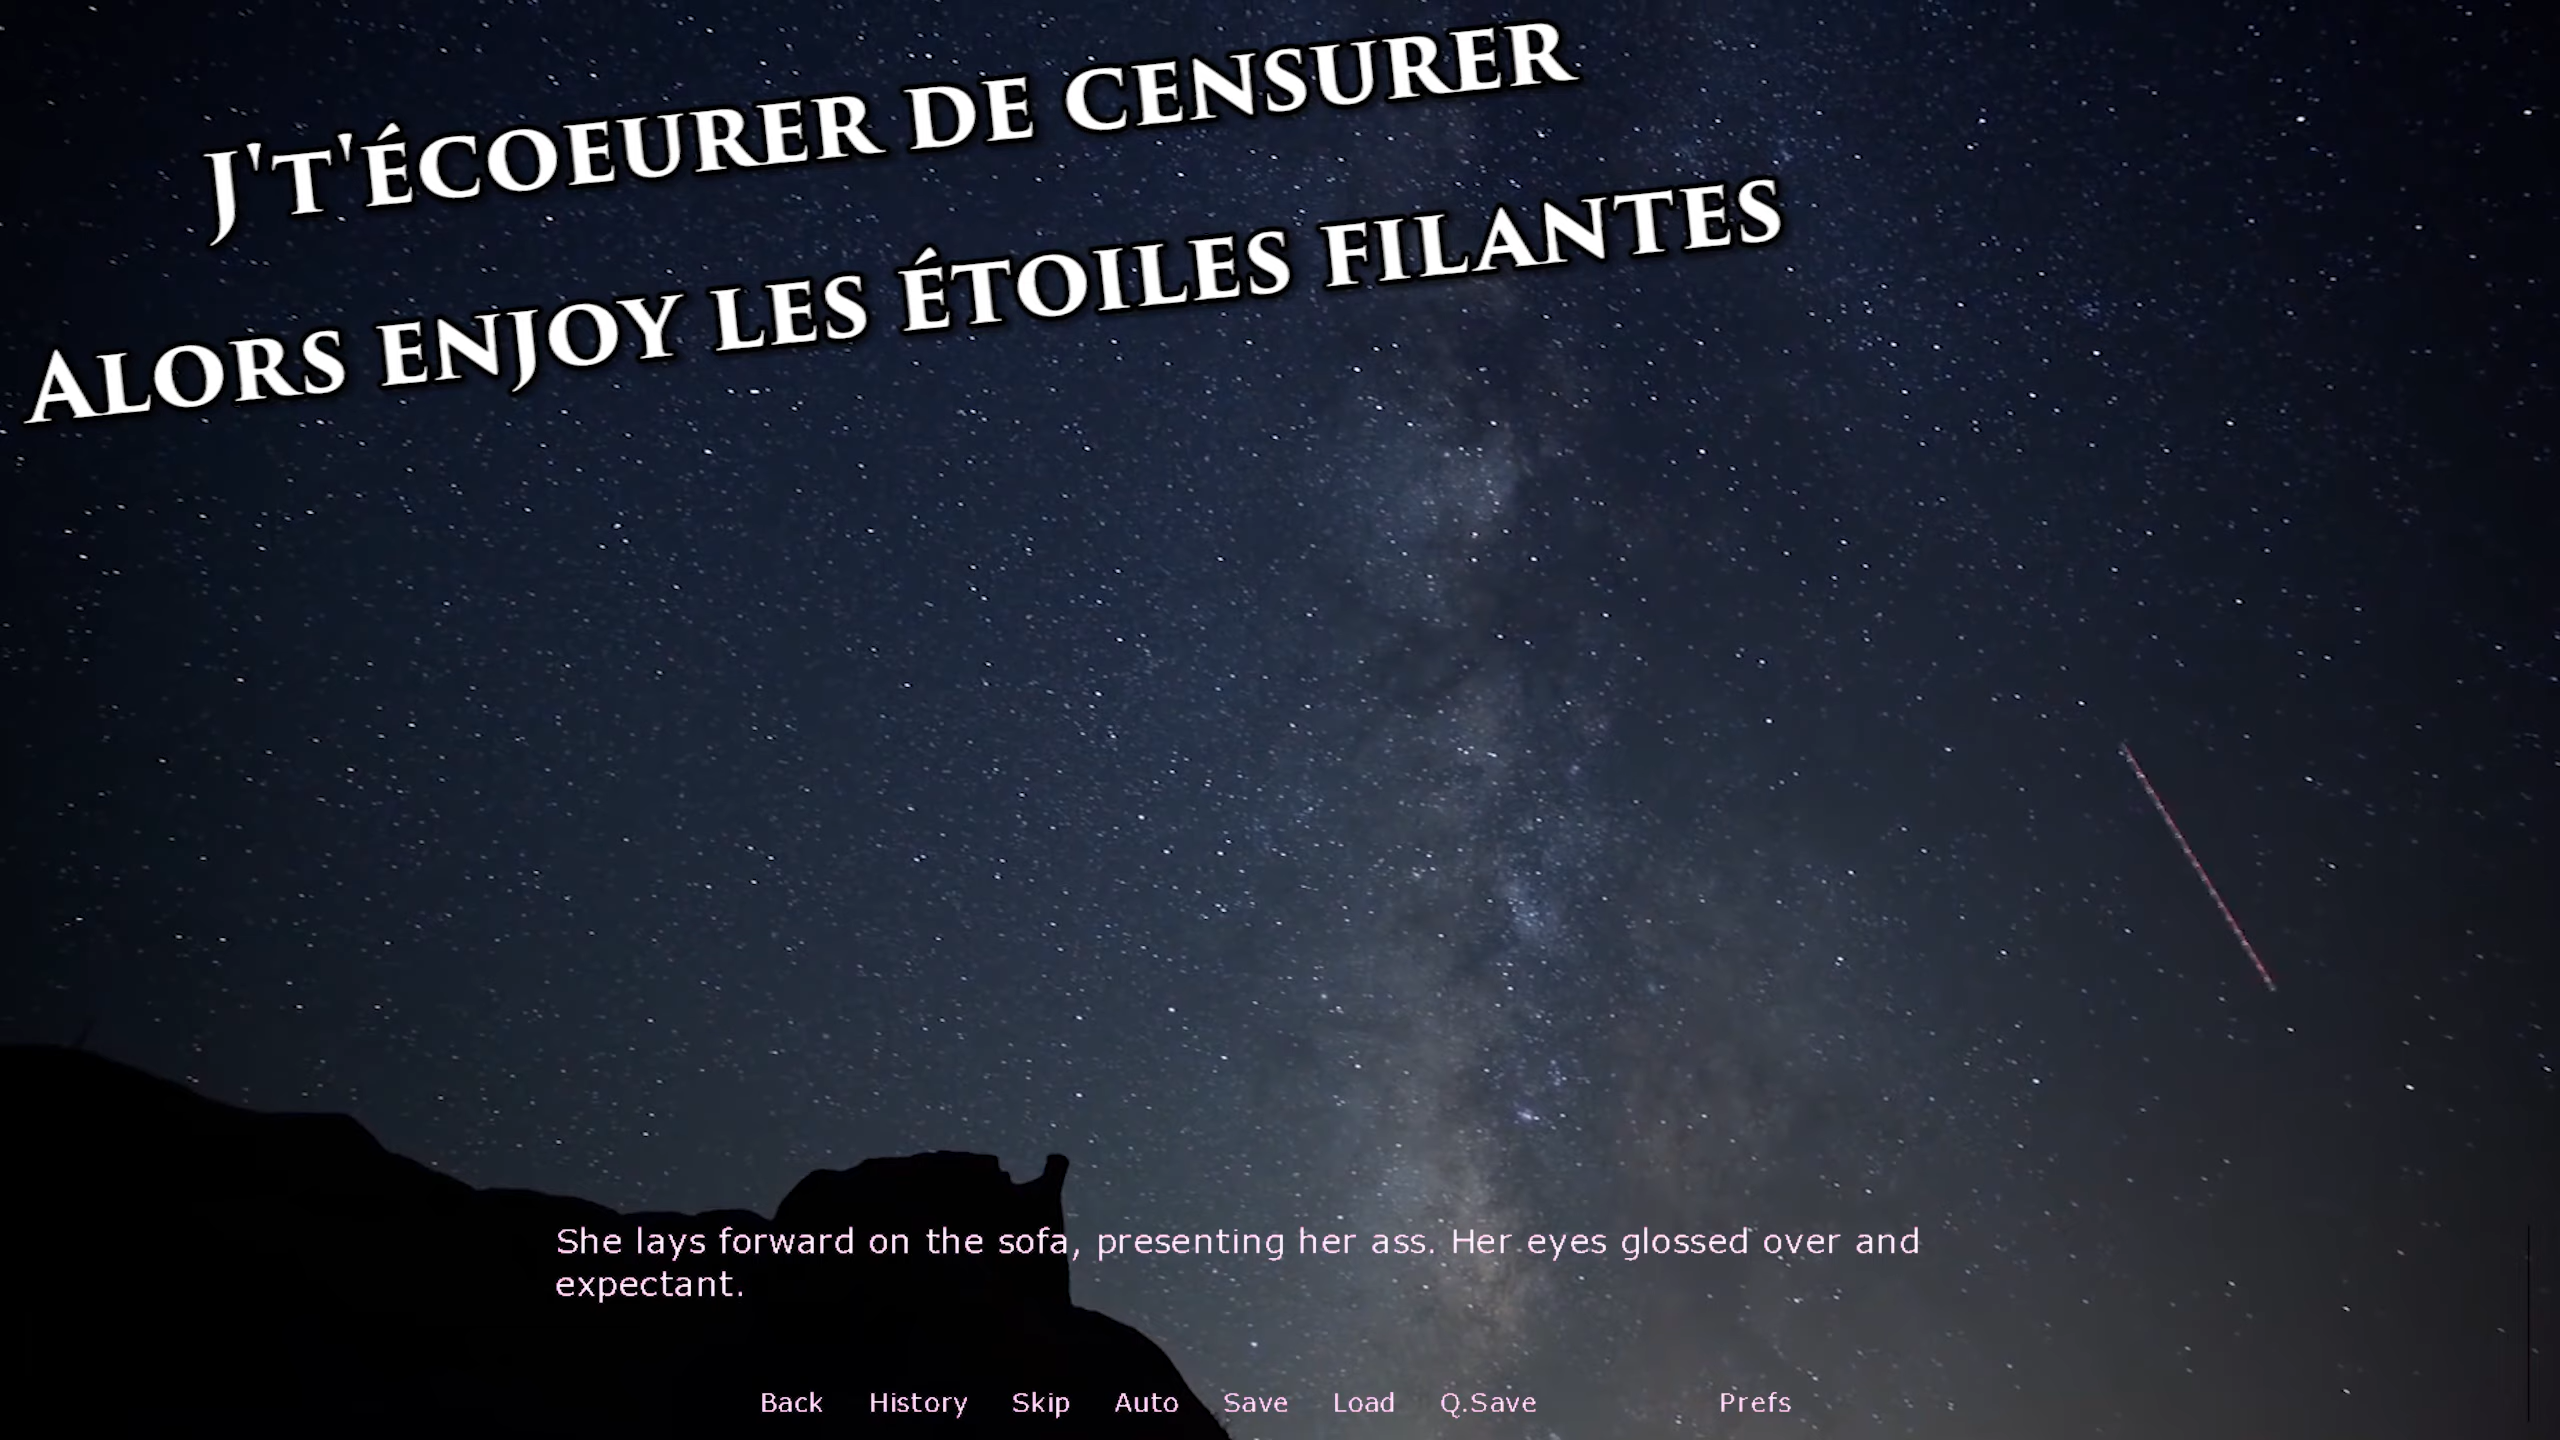 J't'écoeurer de censurer
Alors enjoy les étoiles filantes
She lays forward on the sofa, presenting her ass. Her eyes glossed over and
expectant.
Back History Skip Auto Save Load Q.Save Prefs